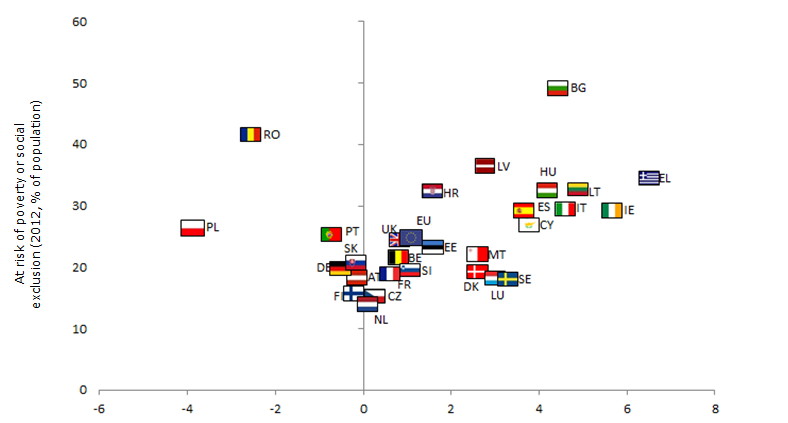 60
50
40
30
20
10
0
At risk of poverty or social
exclusion (2012, % of population)
BG
RO
LV
HU
EL
HR
LT
ES
IT
IE
PL
PT
UK
EU
CY
SK
EE
DE
BE
MT
AT
SI
FR
DK
SE
FI
CZ
LU
NL
-6 -4 -2 0 2 4 6 8